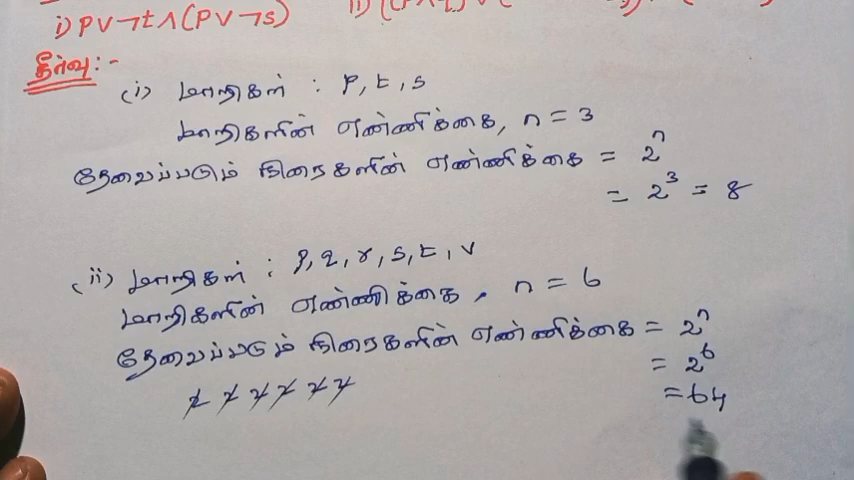 i) p∨¬t∧(p∨¬s) ii) ((p∧q)∨(
தீர்வு:-
(i) மாறிகள் : p, t, s
மாறிகளின் எண்ணிக்கை, n = 3
தேவைப்படும் நிரைகளின் எண்ணிக்கை = 2ⁿ
= 2³ = 8
(ii) மாறிகள் : p, q, r, s, t, v
மாறிகளின் எண்ணிக்கை, n = 6
தேவைப்படும் நிரைகளின் எண்ணிக்கை = 2ⁿ
= 2⁶
= 64